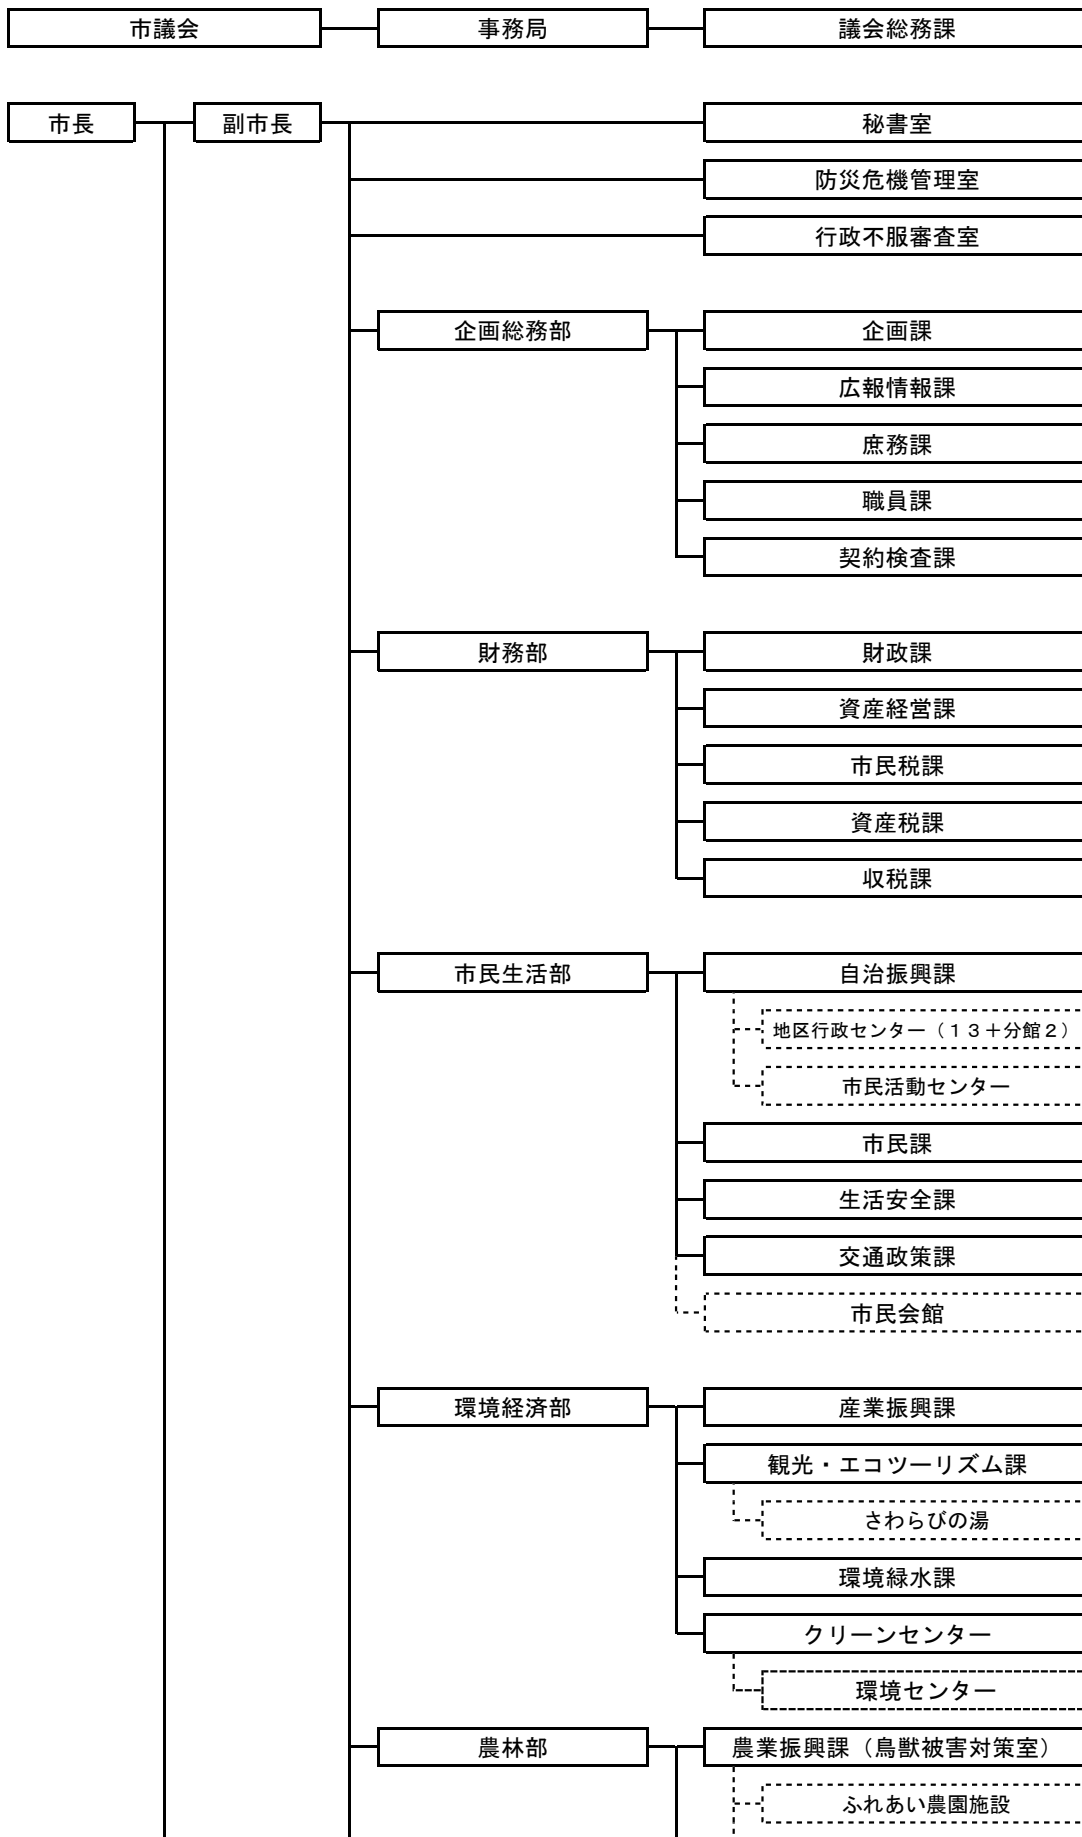 市議会 事務局 議会総務課
市長 副市長 秘書室
防災危機管理室
行政不服審査室
企画総務部 企画課
広報情報課
庶務課
職員課
契約検査課
財務部 財政課
資産経営課
市民税課
資産税課
収税課
市民生活部 自治振興課
地区行政センター（１３＋分館２）
市民活動センター
市民課
生活安全課
交通政策課
市民会館
環境経済部 産業振興課
観光・エコツーリズム課
さわらびの湯
環境緑水課
クリーンセンター
環境センター
農林部 農業振興課（鳥獣被害対策室）
ふれあい農園施設